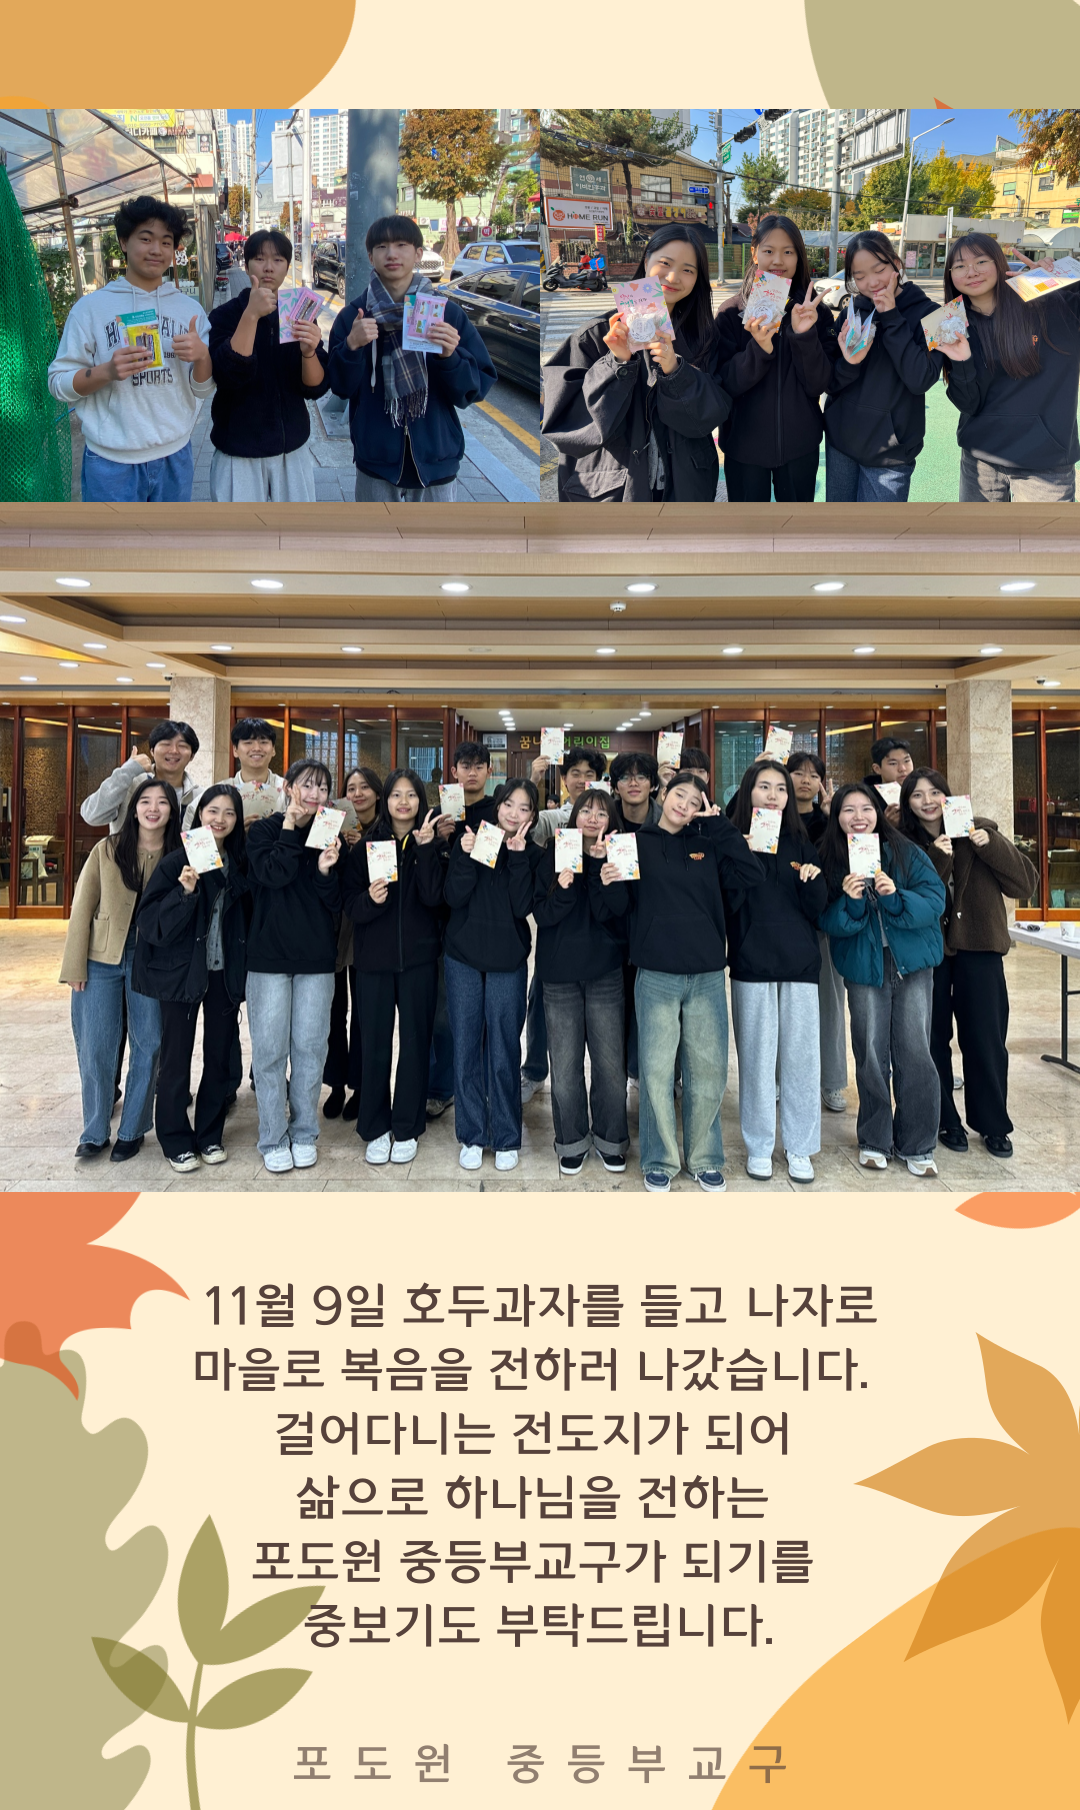 HOME RUN
SPORTS
11월 9일 호두과자를 들고 나자로
마을로 복음을 전하러 나갔습니다.
걸어다니는 전도지가 되어
삶으로 하나님을 전하는
포도원 중등부교구가 되기를
중보기도 부탁드립니다.
포도원 중등부교구